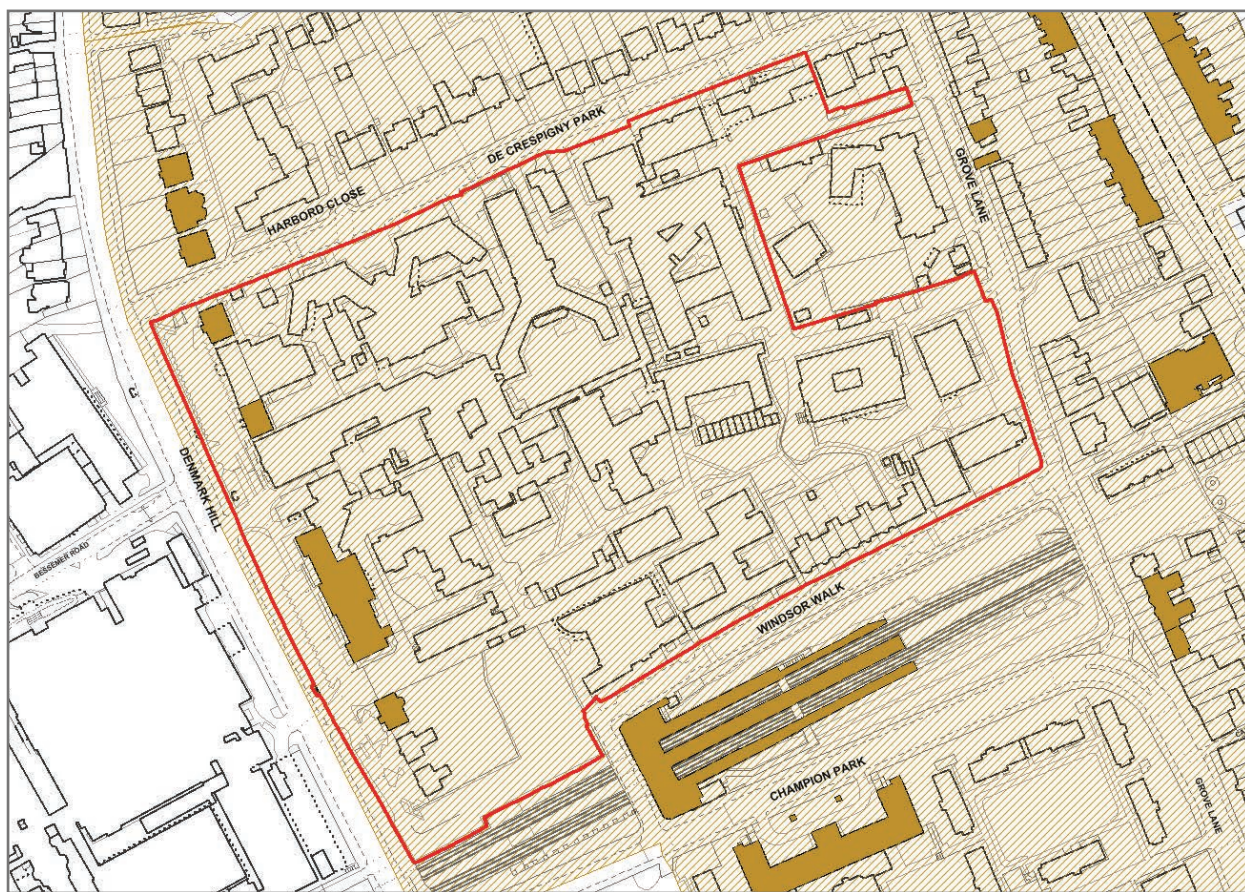 DE CRESPIGNY PARK
HARBORD CLOSE
GROVE LANE
DENMARK HILL
BESSEMER ROAD
WINDSOR WALK
CHAMPION PARK
GROVE LANE